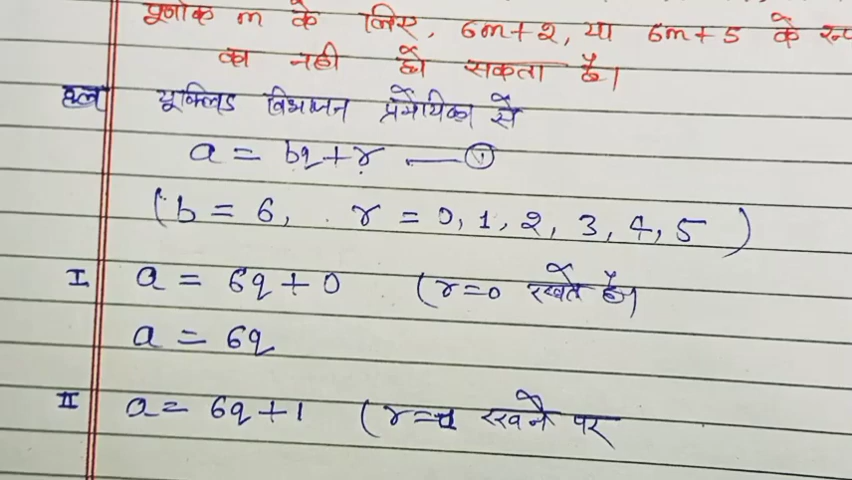 पूर्णांक m के लिए, 6m+2, या 6m+5 के रूप
का नही हो सकता है।
हल यूक्लिड विभाजन प्रमेयिका से
a = bq+r — ①
(b = 6, r = 0, 1, 2, 3, 4, 5)
I a = 6q + 0 (r=0 रखते है।
a = 6q
II a = 6q+1 (r=1 रखने पर